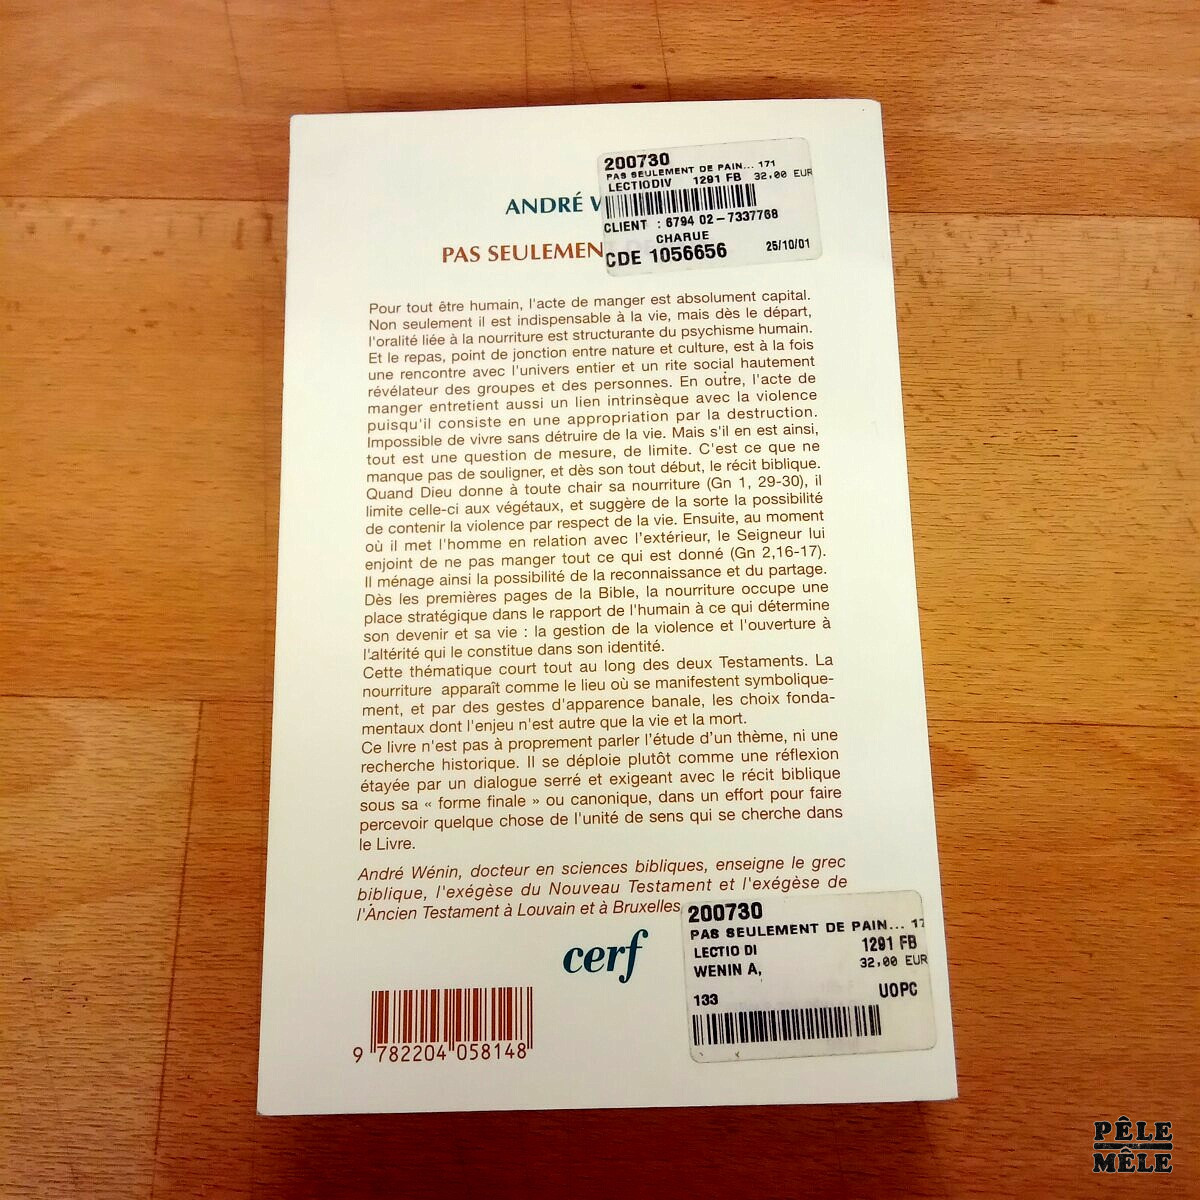 200730
PAS SEULEMENT DE PAIN... 171
LECTIODIV 1291 FB 32,00 EUR
CLIENT : 6794 02-7337768
CHARUE
CDE 1056656 25/10/01
ANDRÉ W
PAS SEULEMENT DE
Pour tout être humain, l'acte de manger est absolument capital.
Non seulement il est indispensable à la vie, mais dès le départ,
l'oralité liée à la nourriture est structurante du psychisme humain.
Et le repas, point de jonction entre nature et culture, est à la fois
une rencontre avec l'univers entier et un rite social hautement
révélateur des groupes et des personnes. En outre, l'acte de
manger entretient aussi un lien intrinsèque avec la violence
puisqu'il consiste en une appropriation par la destruction.
Impossible de vivre sans détruire de la vie. Mais s'il en est ainsi,
tout est une question de mesure, de limite. C'est ce que ne
manque pas de souligner, et dès son tout début, le récit biblique.
Quand Dieu donne à toute chair sa nourriture (Gn 1, 29-30), il
limite celle-ci aux végétaux, et suggère de la sorte la possibilité
de contenir la violence par respect de la vie. Ensuite, au moment
où il met l'homme en relation avec l'extérieur, le Seigneur lui
enjoint de ne pas manger tout ce qui est donné (Gn 2,16-17).
Il ménage ainsi la possibilité de la reconnaissance et du partage.
Dès les premières pages de la Bible, la nourriture occupe une
place stratégique dans le rapport de l'humain à ce qui détermine
son devenir et sa vie : la gestion de la violence et l'ouverture à
l'altérité qui le constitue dans son identité.
Cette thématique court tout au long des deux Testaments. La
nourriture apparaît comme le lieu où se manifestent symbolique-
ment, et par des gestes d'apparence banale, les choix fonda-
mentaux dont l'enjeu n'est autre que la vie et la mort.
Ce livre n'est pas à proprement parler l'étude d'un thème, ni une
recherche historique. Il se déploie plutôt comme une réflexion
étayée par un dialogue serré et exigeant avec le récit biblique
sous sa « forme finale » ou canonique, dans un effort pour faire
percevoir quelque chose de l'unité de sens qui se cherche dans
le Livre.
André Wénin, docteur en sciences bibliques, enseigne le grec
biblique, l'exégèse du Nouveau Testament et l'exégèse de
l'Ancien Testament à Louvain et à Bruxelles
cerf
9 782204 058148
200730
PAS SEULEMENT DE PAIN... 17
LECTIO DI 1291 FB
WENIN A, 32,00 EUR
133 UOPC
PÊLE
MÊLE